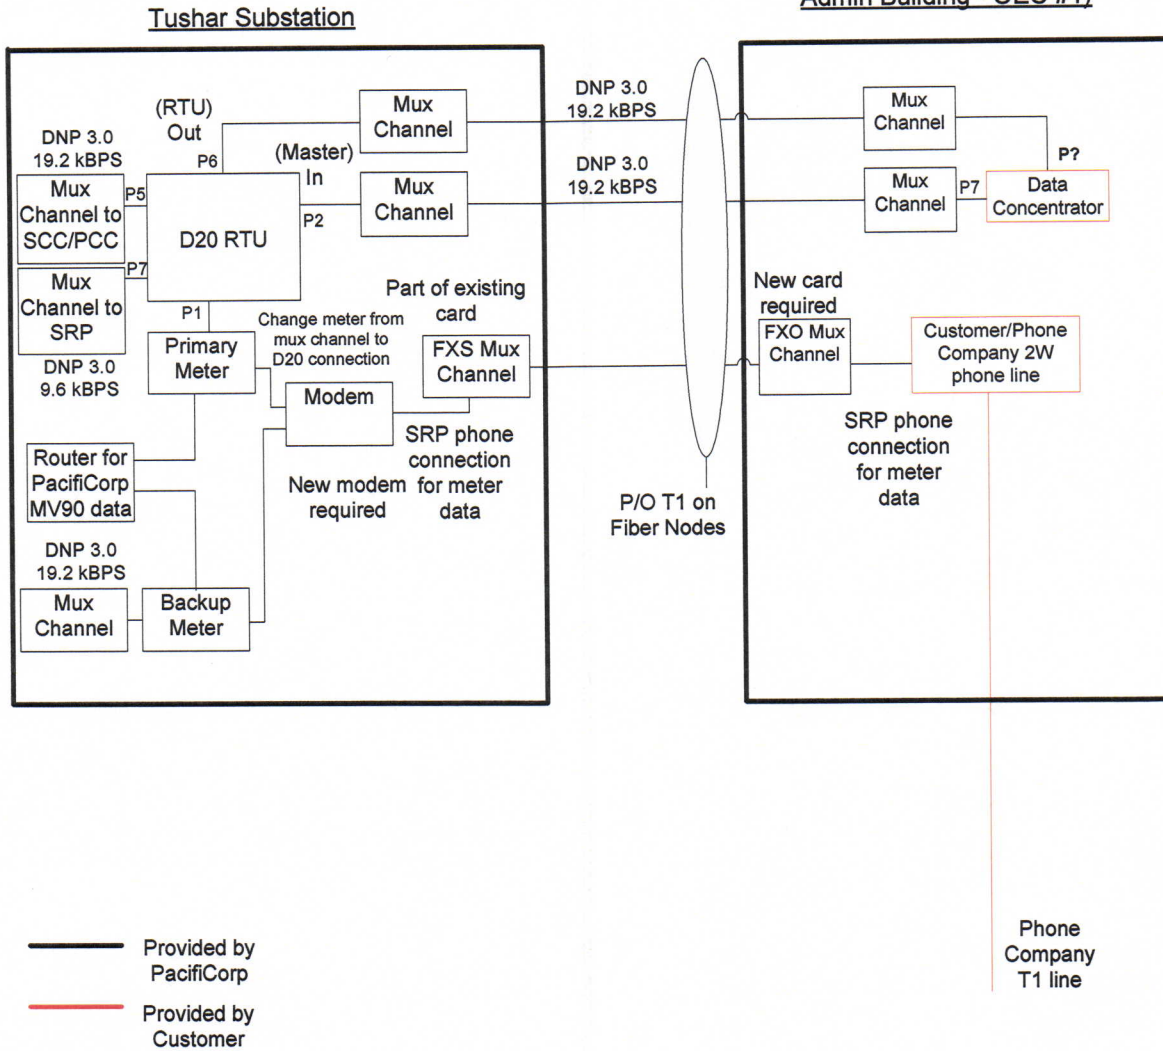 Tushar Substation
Admin Building
(RTU)
Out
DNP 3.0
19.2 kBPS
P6
Mux
Channel
(Master)
In
DNP 3.0
19.2 kBPS
Mux
Channel
P?
Mux
Channel to
SCC/PCC
P5
D20 RTU
P2
Mux
Channel
DNP 3.0
19.2 kBPS
Mux
Channel
P7
Data
Concentrator
Mux
Channel to
SRP
P7
DNP 3.0
9.6 kBPS
P1
Primary
Meter
Change meter from
mux channel to
D20 connection
Part of existing
card
FXS Mux
Channel
Modem
New modem
required
SRP phone
connection
for meter
data
New card
required
FXO Mux
Channel
Customer/Phone
Company 2W
phone line
SRP phone
connection
for meter
data
Router for
PacifiCorp
MV90 data
P/O T1 on
Fiber Nodes
DNP 3.0
19.2 kBPS
Mux
Channel
Backup
Meter
Phone
Company
T1 line
Provided by
PacifiCorp
Provided by
Customer